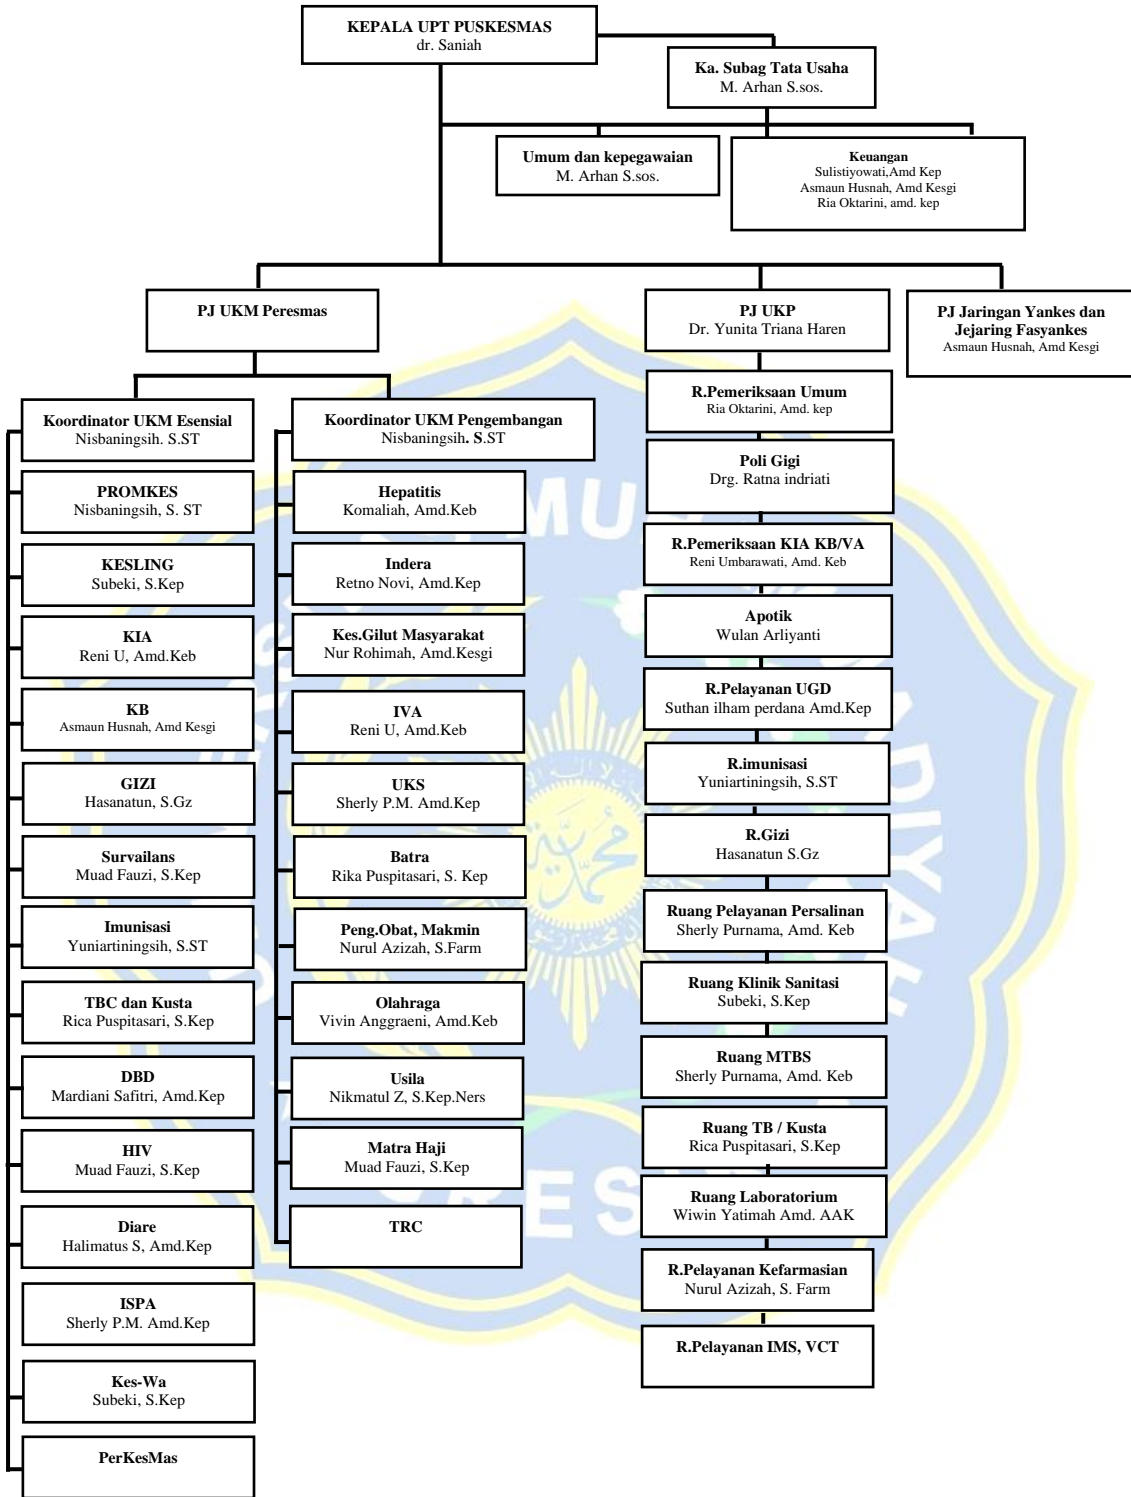 KEPALA UPT PUSKESMAS
dr. Saniah
Ka. Subag Tata Usaha
M. Arhan S.sos.
Umum dan kepegawaian
M. Arhan S.sos.
Keuangan
Sulistiyowati,Amd Kep
Asmaun Husnah, Amd Kesgi
Ria Oktarini, amd. kep
PJ UKM Peresmas
PJ UKP
Dr. Yunita Triana Haren
PJ Jaringan Yankes dan
Jejaring Fasyankes
Asmaun Husnah, Amd Kesgi
Koordinator UKM Esensial
Nisbaningsih. S.ST
PROMKES
Nisbaningsih, S. ST
KESLING
Subeki, S.Kep
KIA
Reni U, Amd.Keb
KB
Asmaun Husnah, Amd Kesgi
GIZI
Hasanatun, S.Gz
Survailans
Muad Fauzi, S.Kep
Imunisasi
Yuniartiningsih, S.ST
TBC dan Kusta
Rica Puspitasari, S.Kep
DBD
Mardiani Safitri, Amd.Kep
HIV
Muad Fauzi, S.Kep
Diare
Halimatus S, Amd.Kep
ISPA
Sherly P.M. Amd.Kep
Kes-Wa
Subeki, S.Kep
PerKesMas
Koordinator UKM Pengembangan
Nisbaningsih. S.ST
Hepatitis
Komaliah, Amd.Keb
Indera
Retno Novi, Amd.Kep
Kes.Gilut Masyarakat
Nur Rohimah, Amd.Kesgi
IVA
Reni U, Amd.Keb
UKS
Sherly P.M. Amd.Kep
Batra
Rika Puspitasari, S. Kep
Peng.Obat, Makmin
Nurul Azizah, S.Farm
Olahraga
Vivin Anggraeni, Amd.Keb
Usila
Nikmatul Z, S.Kep.Ners
Matra Haji
Muad Fauzi, S.Kep
TRC
R.Pemeriksaan Umum
Ria Oktarini, Amd. kep
Poli Gigi
Drg. Ratna indriati
R.Pemeriksaan KIA KB/VA
Reni Umbarawati, Amd. Keb
Apotik
Wulan Arliyanti
R.Pelayanan UGD
Suthan ilham perdana Amd.Kep
R.imunisasi
Yuniartiningsih, S.ST
R.Gizi
Hasanatun S.Gz
Ruang Pelayanan Persalinan
Sherly Purnama, Amd. Keb
Ruang Klinik Sanitasi
Subeki, S.Kep
Ruang MTBS
Sherly Purnama, Amd. Keb
Ruang TB / Kusta
Rica Puspitasari, S.Kep
Ruang Laboratorium
Wiwin Yatimah Amd. AAK
R.Pelayanan Kefarmasian
Nurul Azizah, S. Farm
R.Pelayanan IMS, VCT